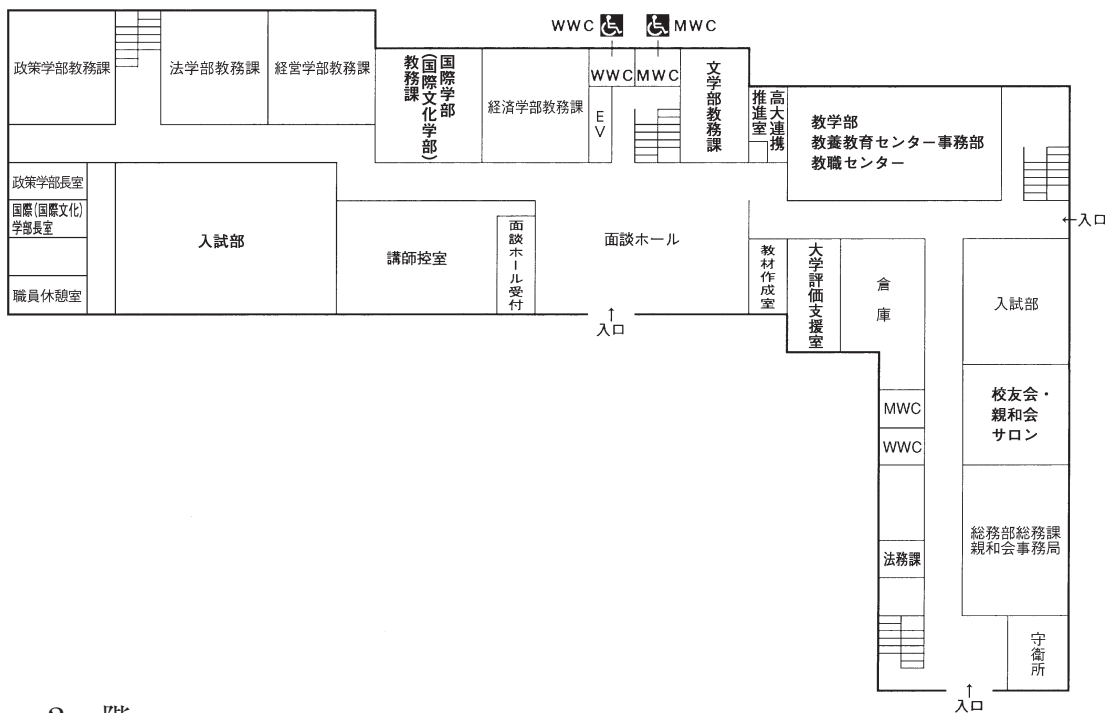 WWC MWC
政策学部教務課
法学部教務課
経営学部教務課
国際学部
(国際文化学部)
教務課
経済学部教務課
WWC
MWC
EV
文学部教務課
高大連携
推進室
教学部
教養教育センター事務部
教職センター
政策学部長室
国際(国際文化)
学部長室
職員休憩室
入試部
講師控室
面談ホール受付
面談ホール
↑
入口
教材作成室
大学評価支援室
倉庫
←入口
入試部
MWC
WWC
校友会・
親和会
サロン
法務課
総務部総務課
親和会事務局
守衛所
↑
入口